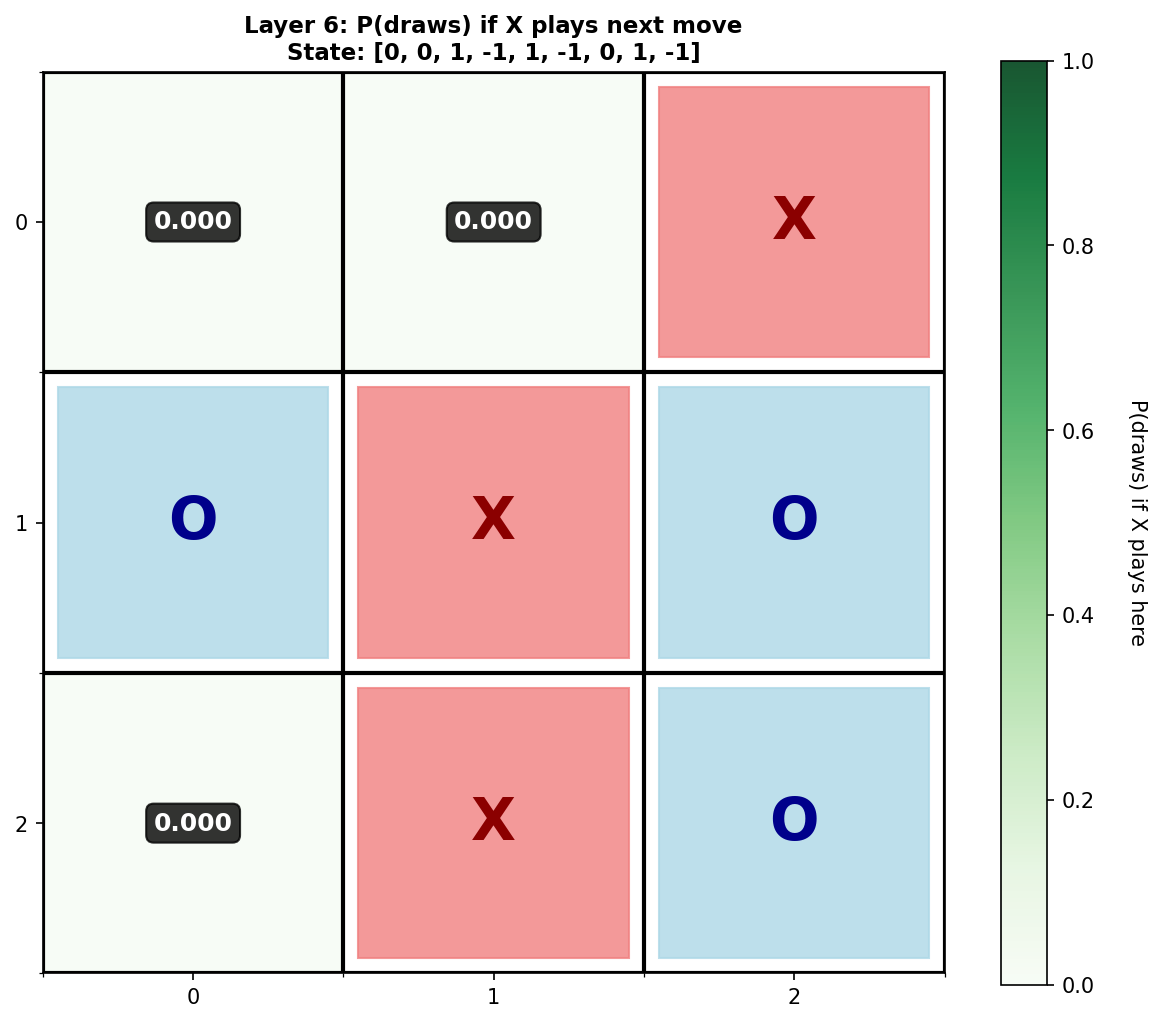 Layer 6: P(draws) if X plays next move
State: [0, 0, 1, -1, 1, -1, 0, 1, -1]
1.0
0.8
0.6
0.4
0.2
0.0
P(draws) if X plays here
0
0.000
0.000
X
1
O
X
O
2
0.000
X
O
0
1
2